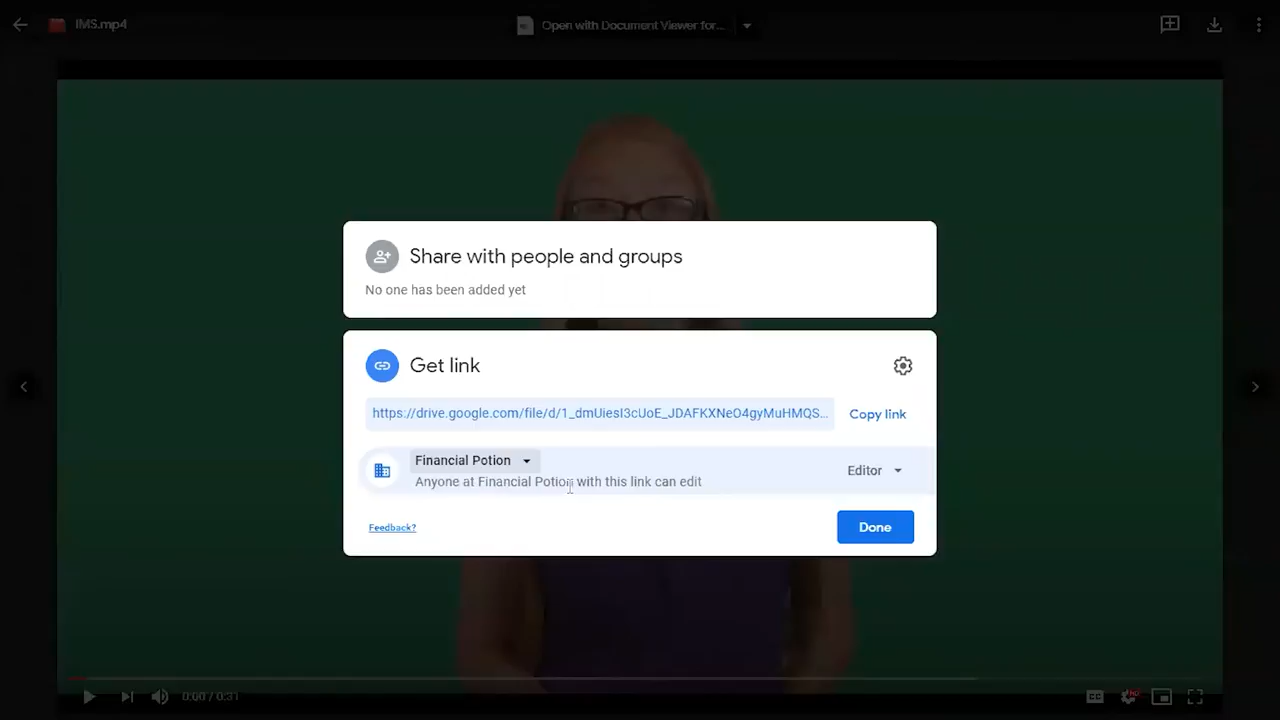 IMS.mp4
Open with Document Viewer for...
Share with people and groups
No one has been added yet
Get link
https://drive.google.com/file/d/1_dmUiesI3cUoE_JDAFKXNeO4gyMuHMQS...
Copy link
Financial Potion
Anyone at Financial Potion with this link can edit
Editor
Feedback?
Done
0:00 / 0:31